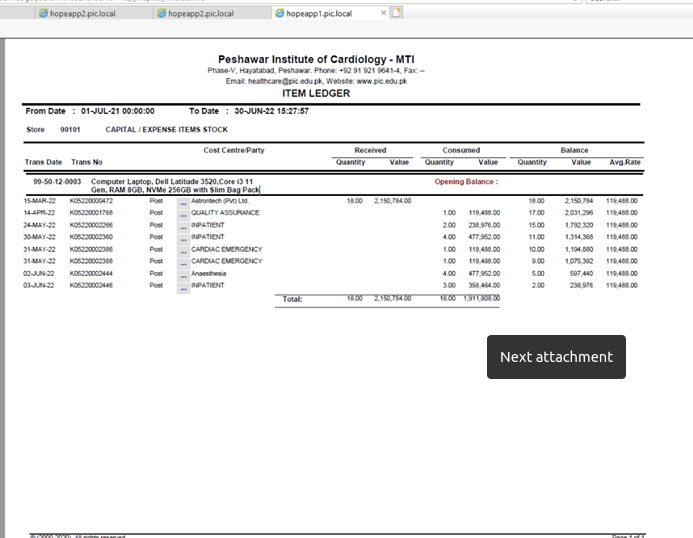 hopeapp2.pic.local hopeapp2.pic.local hopeapp1.pic.local
Peshawar Institute of Cardiology - MTI
Phase-V, Hayatabad, Peshawar. Phone: +92 91 921 9641-4, Fax: --
Email: healthcare@pic.edu.pk, Website: www.pic.edu.pk
ITEM LEDGER
From Date : 01-JUL-21 00:00:00 To Date : 30-JUN-22 15:27:57
Store 90101 CAPITAL / EXPENSE ITEMS STOCK
Cost Centre/Party Received Consumed Balance
Trans Date Trans No Quantity Value Quantity Value Quantity Value Avg.Rate
99-50-12-0003 Computer Laptop, Dell Latitude 3520,Core i3 11 Opening Balance :
Gen, RAM 8GB, NVMe 256GB with Slim Bag Pack
15-MAR-22 K05220000472 Post ... Astrontech (Pvt) Ltd. 18.00 2,150,784.00 18.00 2,150,784 119,488.00
14-APR-22 K05220001768 Post ... QUALITY ASSURANCE 1.00 119,488.00 17.00 2,031,296 119,488.00
24-MAY-22 K05220002266 Post ... INPATIENT 2.00 238,976.00 15.00 1,792,320 119,488.00
30-MAY-22 K05220002360 Post ... INPATIENT 4.00 477,952.00 11.00 1,314,368 119,488.00
31-MAY-22 K05220002386 Post ... CARDIAC EMERGENCY 1.00 119,488.00 10.00 1,194,880 119,488.00
31-MAY-22 K05220002388 Post ... CARDIAC EMERGENCY 1.00 119,488.00 9.00 1,075,392 119,488.00
02-JUN-22 K05220002444 Post ... Anaesthesia 4.00 477,952.00 5.00 597,440 119,488.00
03-JUN-22 K05220002446 Post ... INPATIENT 3.00 358,464.00 2.00 238,976 119,488.00
Total: 18.00 2,150,784.00 16.00 1,911,808.00
Next attachment
© (2000-2020). All rights reserved Page 1 of 1